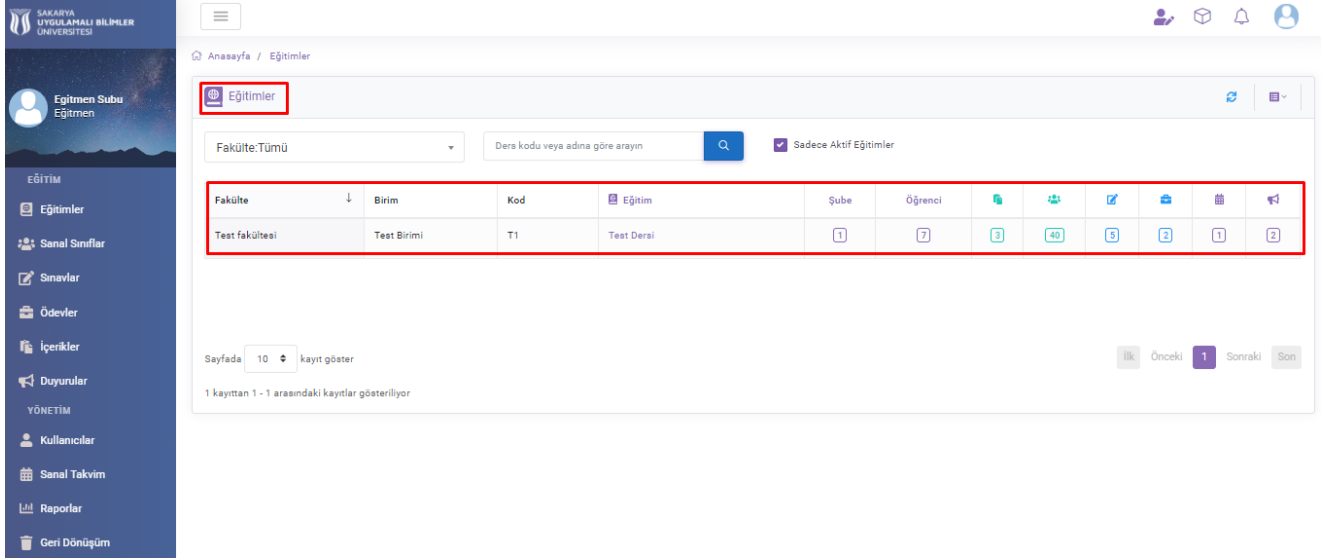 SAKARYA
UYGULAMALI BİLİMLER
ÜNİVERSİTESİ
Egitmen Subu
Eğitmen
EĞİTİM
Eğitimler
Sanal Sınıflar
Sınavlar
Ödevler
İçerikler
Duyurular
YÖNETİM
Kullanıcılar
Sanal Takvim
Raporlar
Geri Dönüşüm
Anasayfa / Eğitimler
Eğitimler
Fakülte:Tümü
Ders kodu veya adına göre arayın
Sadece Aktif Eğitimler
Fakülte Birim Kod Eğitim Şube Öğrenci
Test fakültesi Test Birimi T1 Test Dersi 1 7 3 40 5 2 1 2
Sayfada 10 kayıt göster
İlk Önceki 1 Sonraki Son
1 kayıttan 1 - 1 arasındaki kayıtlar gösteriliyor